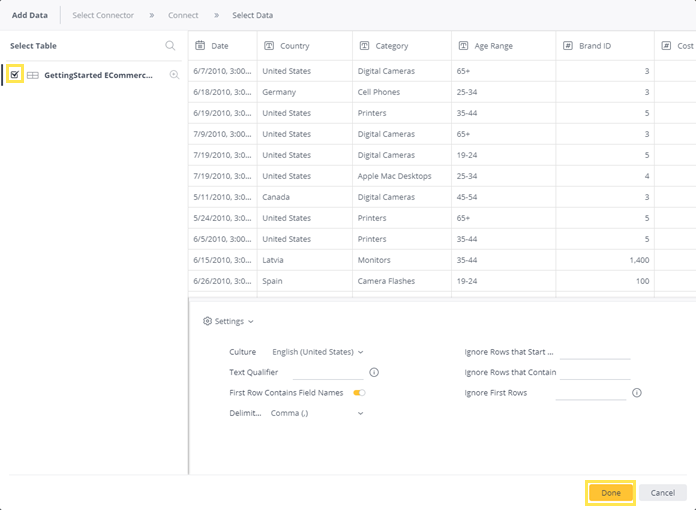 Add Data Select Connector » Connect » Select Data
Select Table
GettingStarted ECommerc...
Date Country Category Age Range Brand ID Cost
6/7/2010, 3:00... United States Digital Cameras 65+ 3
6/18/2010, 3:0... Germany Cell Phones 25-34 3
6/19/2010, 3:0... United States Printers 35-44 5
7/9/2010, 3:00... United States Digital Cameras 65+ 3
7/19/2010, 3:0... United States Digital Cameras 19-24 5
7/19/2010, 3:0... United States Apple Mac Desktops 25-34 4
5/11/2010, 3:0... Canada Digital Cameras 45-54 3
5/24/2010, 3:0... United States Printers 65+ 5
6/5/2010, 3:00... United States Printers 35-44 5
6/15/2010, 3:0... Latvia Monitors 35-44 1,400
6/26/2010, 3:0... Spain Camera Flashes 19-24 100
Settings
Culture English (United States) Ignore Rows that Start ...
Text Qualifier Ignore Rows that Contain
First Row Contains Field Names Ignore First Rows
Delimit... Comma (,)
Done Cancel